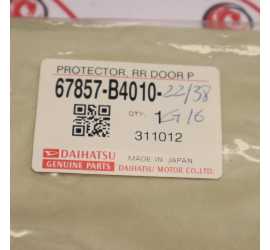 PROTECTOR, RR DOOR P
67857-B4010-22/38
QTY. 1 G16
311012
DAIHATSU MADE IN JAPAN
GENUINE PARTS DAIHATSU MOTOR CO.,LTD.